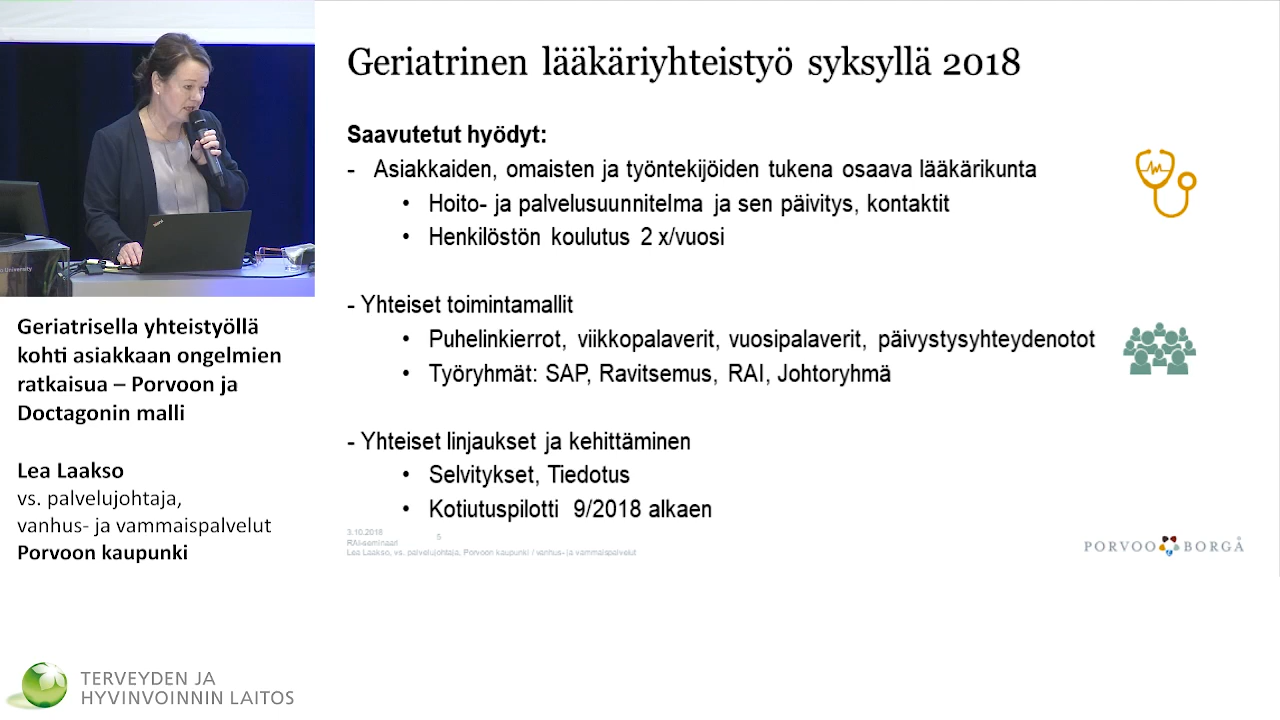 Geriatrinen lääkäriyhteistyö syksyllä 2018
Saavutetut hyödyt:
- Asiakkaiden, omaisten ja työntekijöiden tukena osaava lääkärikunta
• Hoito- ja palvelusuunnitelma ja sen päivitys, kontaktit
• Henkilöstön koulutus 2 x/vuosi
- Yhteiset toimintamallit
• Puhelinkierrot, viikkopalaverit, vuosipalaverit, päivystysyhteydenotot
• Työryhmät: SAP, Ravitsemus, RAI, Johtoryhmä
- Yhteiset linjaukset ja kehittäminen
• Selvitykset, Tiedotus
• Kotiutuspilotti 9/2018 alkaen
3.10.2018
5
RAI-seminaari
Lea Laakso, vs. palvelujohtaja, Porvoon kaupunki / vanhus- ja vammaispalvelut
PORVOO BORGÅ
University
Geriatrisella yhteistyöllä
kohti asiakkaan ongelmien
ratkaisua – Porvoon ja
Doctagonin malli
Lea Laakso
vs. palvelujohtaja,
vanhus- ja vammaispalvelut
Porvoon kaupunki
TERVEYDEN JA
HYVINVOINNIN LAITOS